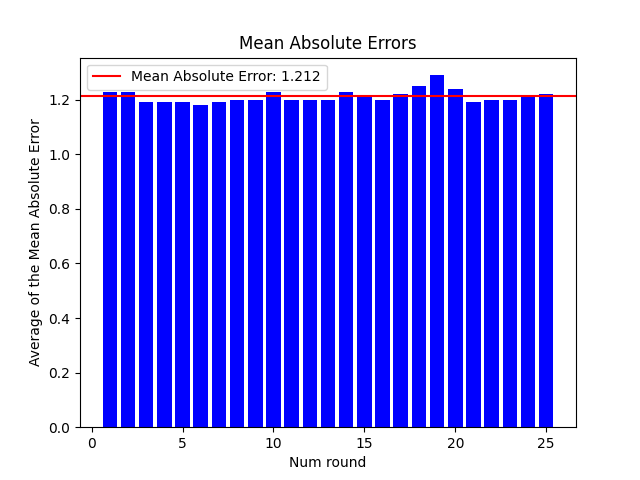 Mean Absolute Errors
Mean Absolute Error: 1.212
Average of the Mean Absolute Error
1.2
1.0
0.8
0.6
0.4
0.2
0.0
0 5 10 15 20 25
Num round